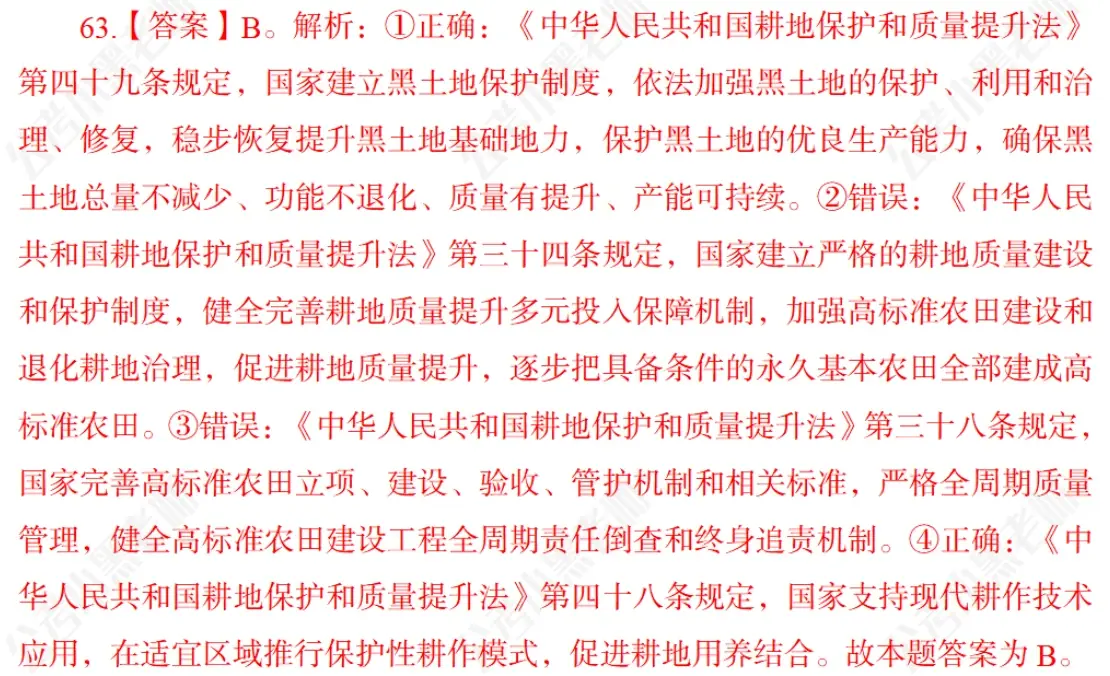 63.【答案】B。解析：①正确：《中华人民共和国耕地保护和质量提升法》
第四十九条规定，国家建立黑土地保护制度，依法加强黑土地的保护、利用和治
理、修复，稳步恢复提升黑土地基础地力，保护黑土地的优良生产能力，确保黑
土地总量不减少、功能不退化、质量有提升、产能可持续。②错误：《中华人民
共和国耕地保护和质量提升法》第三十四条规定，国家建立严格的耕地质量建设
和保护制度，健全完善耕地质量提升多元投入保障机制，加强高标准农田建设和
退化耕地治理，促进耕地质量提升，逐步把具备条件的永久基本农田全部建成高
标准农田。③错误：《中华人民共和国耕地保护和质量提升法》第三十八条规定，
国家完善高标准农田立项、建设、验收、管护机制和相关标准，严格全周期质量
管理，健全高标准农田建设工程全周期责任倒查和终身追责机制。④正确：《中
华人民共和国耕地保护和质量提升法》第四十八条规定，国家支持现代耕作技术
应用，在适宜区域推行保护性耕作模式，促进耕地用养结合。故本题答案为 B。